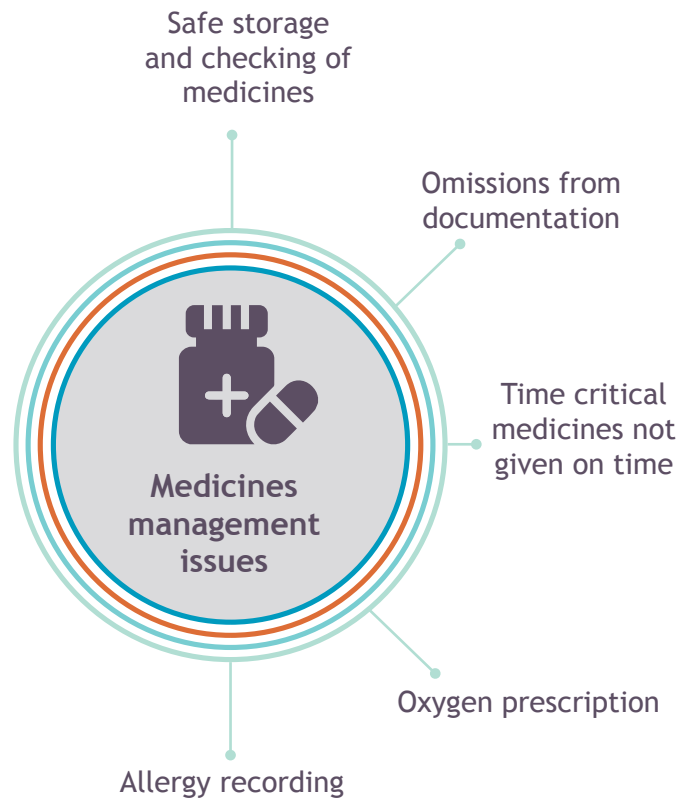 Safe storage
and checking of
medicines
Omissions from
documentation
Time critical
medicines not
given on time
Medicines
management
issues
Oxygen prescription
Allergy recording